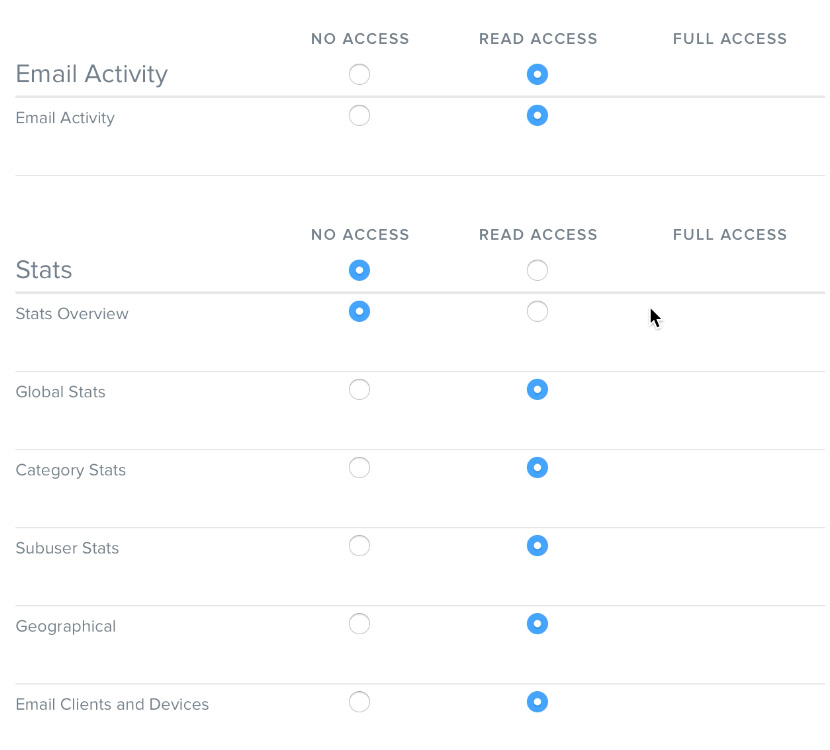 NO ACCESS READ ACCESS FULL ACCESS
Email Activity
Email Activity
NO ACCESS READ ACCESS FULL ACCESS
Stats
Stats Overview
Global Stats
Category Stats
Subuser Stats
Geographical
Email Clients and Devices